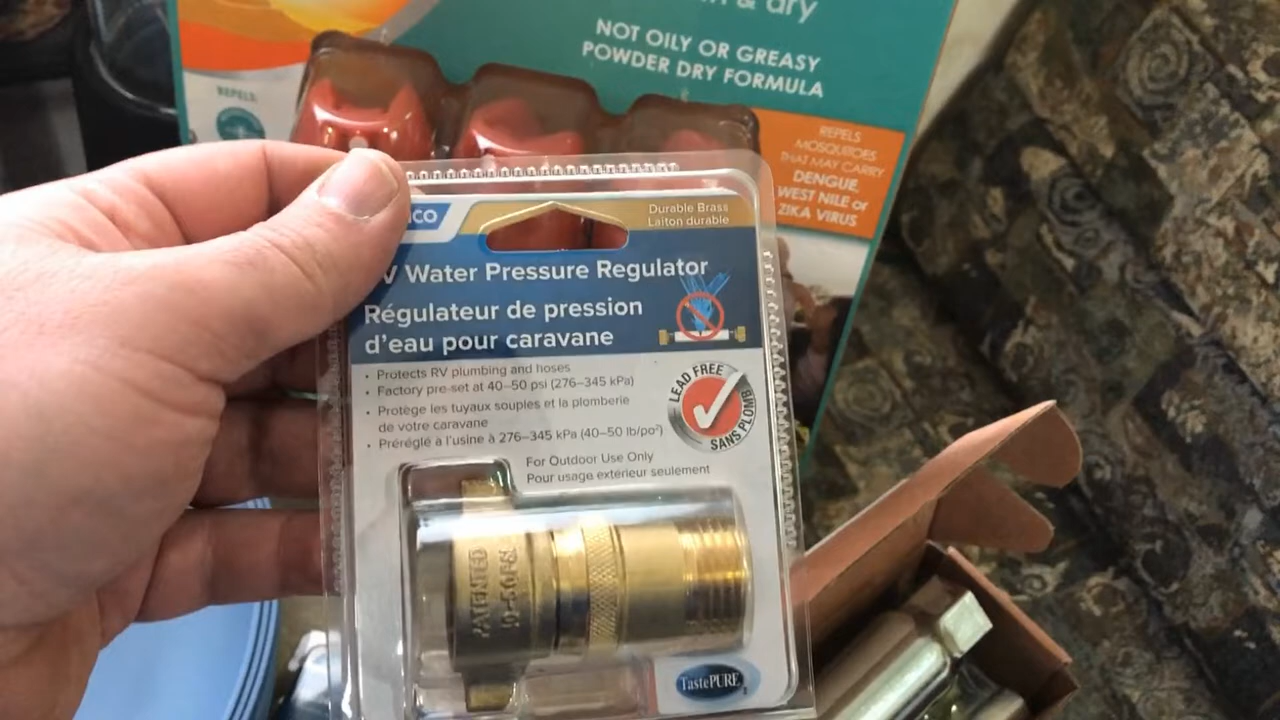 & dry
NOT OILY OR GREASY
POWDER DRY FORMULA
REPELS
REPELS
MOSQUITOES
THAT MAY CARRY
DENGUE,
WEST NILE or
ZIKA VIRUS
CO
Durable Brass
Laiton durable
V Water Pressure Regulator
Régulateur de pression
d'eau pour caravane
• Protects RV plumbing and hoses
• Factory pre-set at 40–50 psi (276–345 kPa)
• Protège les tuyaux souples et la plomberie
de votre caravane
• Préréglé à l'usine à 276–345 kPa (40–50 lb/po²)
LEAD FREE
SANS PLOMB
For Outdoor Use Only
Pour usage extérieur seulement
PATENTED
TastePURE